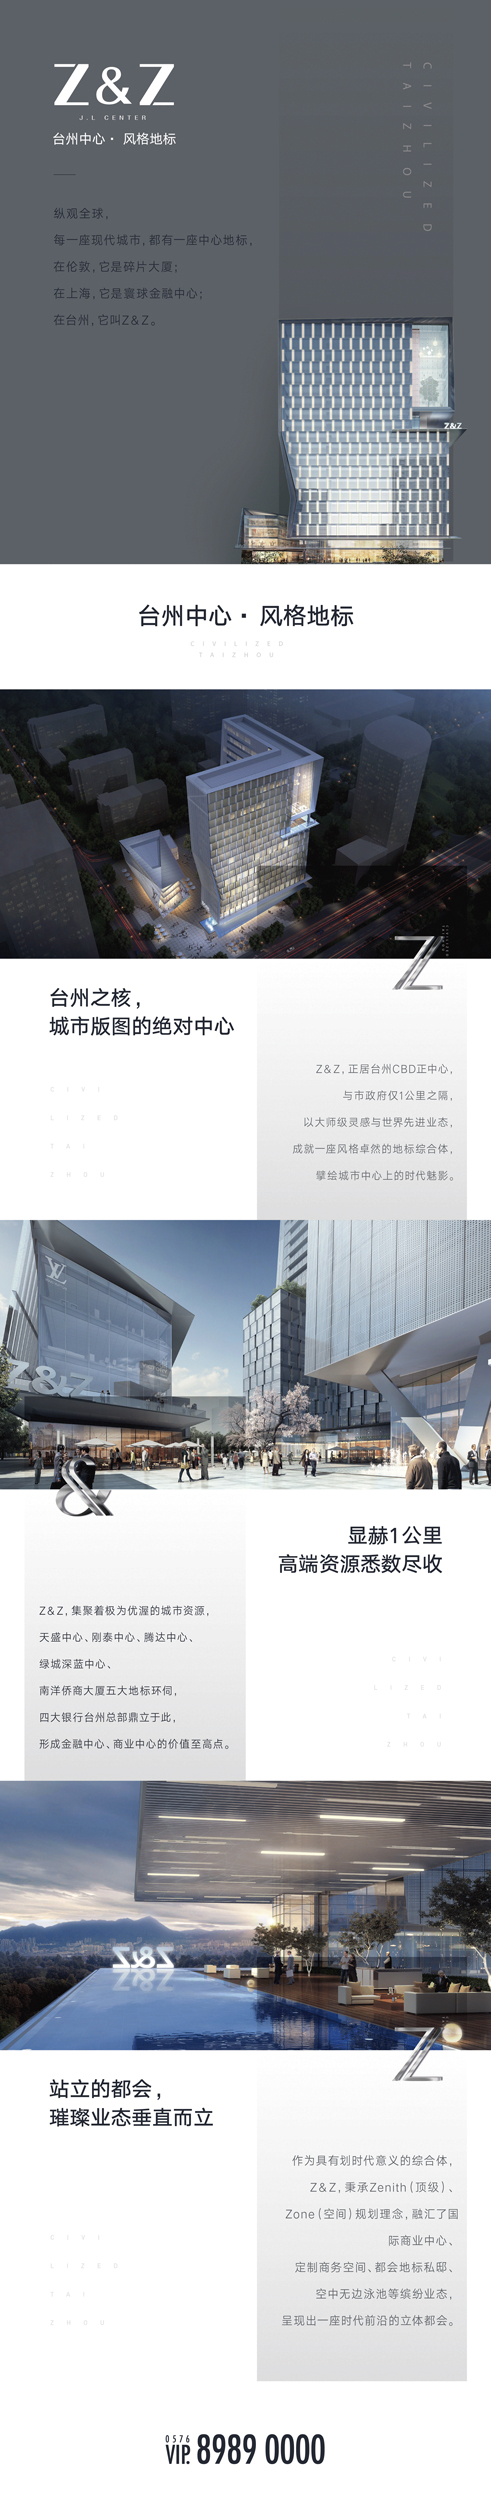 Z&Z
J.L CENTER
台州中心·风格地标
CIVILIZED
TAIZHOU
纵观全球,
每一座现代城市,都有一座中心地标,
在伦敦,它是碎片大厦;
在上海,它是寰球金融中心;
在台州,它叫Z&Z。
Z&Z
台州中心·风格地标
CIVILIZED
TAIZHOU
Z
台州之核,
城市版图的绝对中心
CIVI
LIZED
TAI
ZHOU
Z&Z,正居台州CBD正中心,
与市政府仅1公里之隔,
以大师级灵感与世界先进业态,
成就一座风格卓然的地标综合体,
擘绘城市中心上的时代魅影。
LV
Z&Z
&
显赫1公里
高端资源悉数尽收
Z&Z,集聚着极为优渥的城市资源,
天盛中心、刚泰中心、腾达中心、
绿城深蓝中心、
南洋侨商大厦五大地标环伺,
四大银行台州总部鼎立于此,
形成金融中心、商业中心的价值至高点。
CIVI
LIZED
TAI
ZHOU
Z&Z
Z
站立的都会,
璀璨业态垂直而立
作为具有划时代意义的综合体,
Z&Z,秉承Zenith(顶级)、
Zone(空间)规划理念,融汇了国
际商业中心、
定制商务空间、都会地标私邸、
空中无边泳池等缤纷业态,
呈现出一座时代前沿的立体都会。
CIVI
LIZED
TAI
ZHOU
0576
VIP. 8989 0000